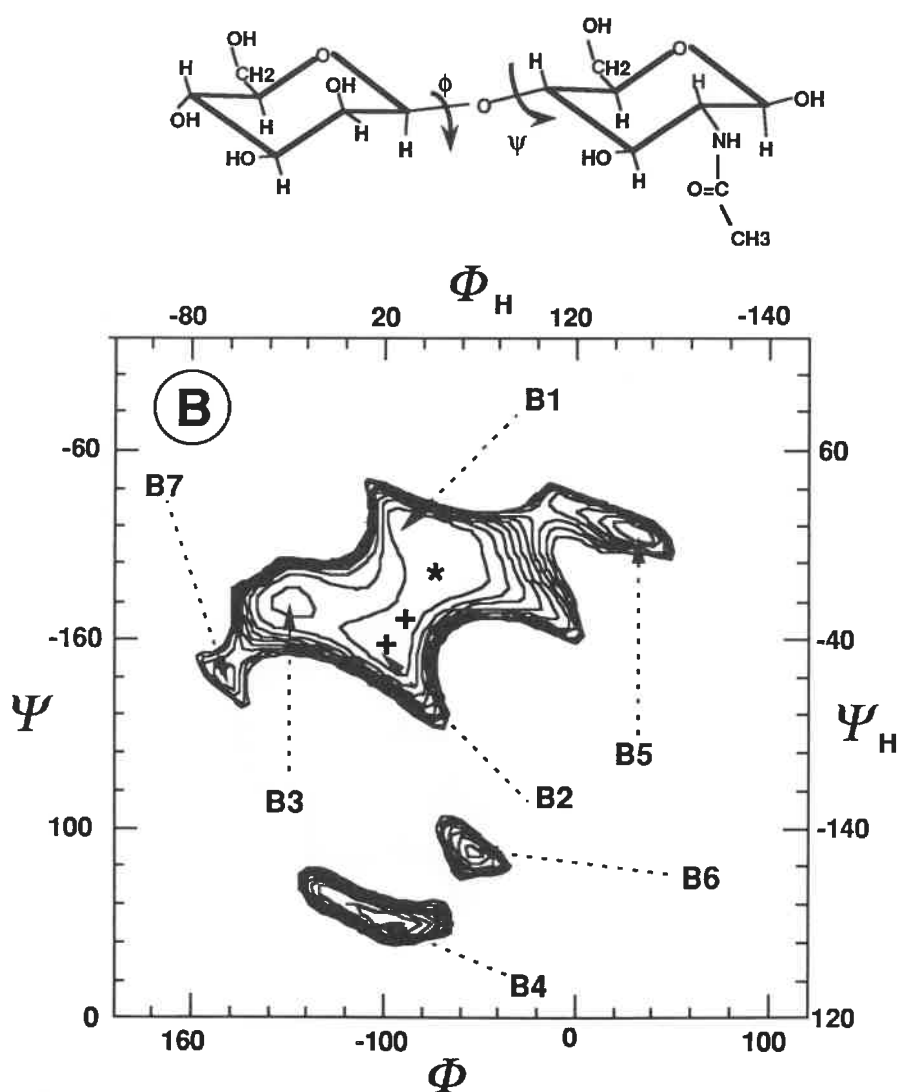 OH OH
H CH2 O CH2 O
OH ϕ H H
OH H H O ψ NH H OH
HO HO
H H O=C
CH3
Φ H
-80 20 120 -140
B B1
-60 60
B7
*
+
-160 + -40
Ψ Ψ H
B5
B3 B2
100 -140
B6
B4
0 120
160 -100 0 100
Φ